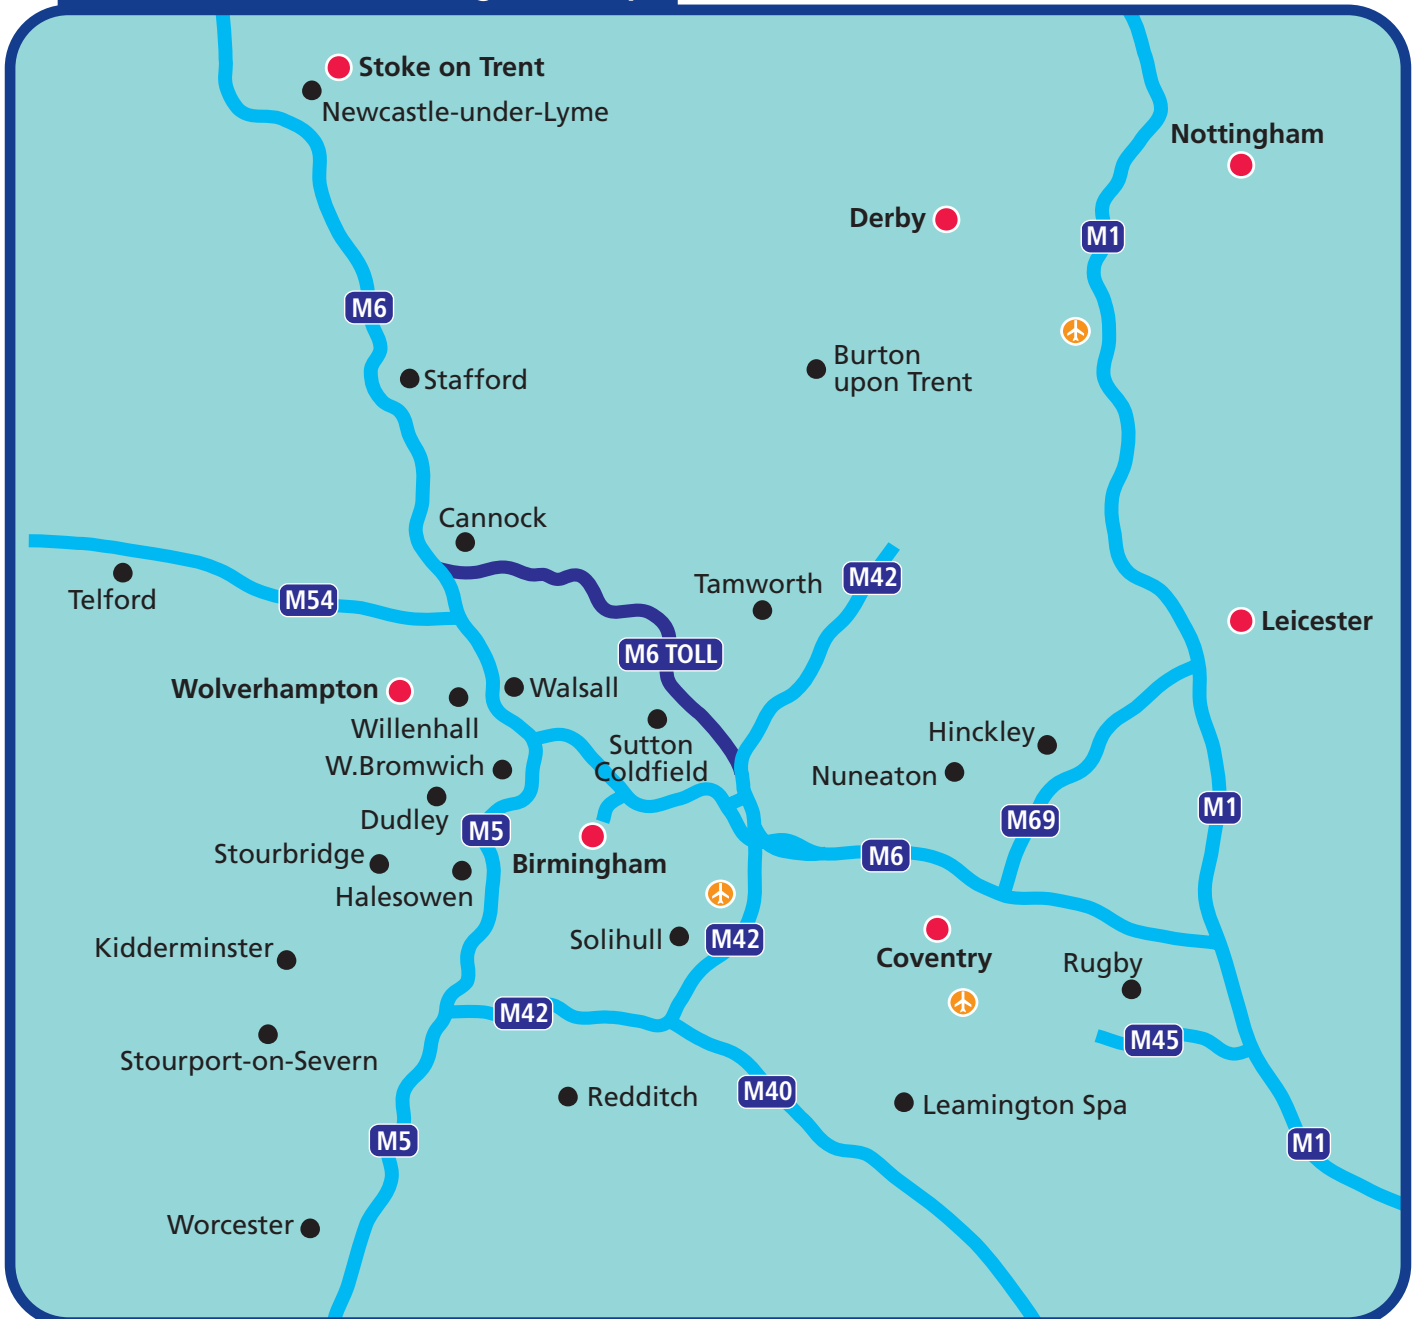 Stoke on Trent
Newcastle-under-Lyme
Nottingham
Derby
M1
M6
Burton
upon Trent
Stafford
Cannock
Tamworth
M42
Telford
M54
Leicester
M6 TOLL
Wolverhampton
Walsall
Willenhall
Hinckley
Sutton
Coldfield
W.Bromwich
Nuneaton
Dudley
M5
M69
M1
Stourbridge
Birmingham
M6
Halesowen
Solihull
M42
Kidderminster
Coventry
Rugby
M42
M45
Stourport-on-Severn
Redditch
M40
Leamington Spa
M5
M1
Worcester